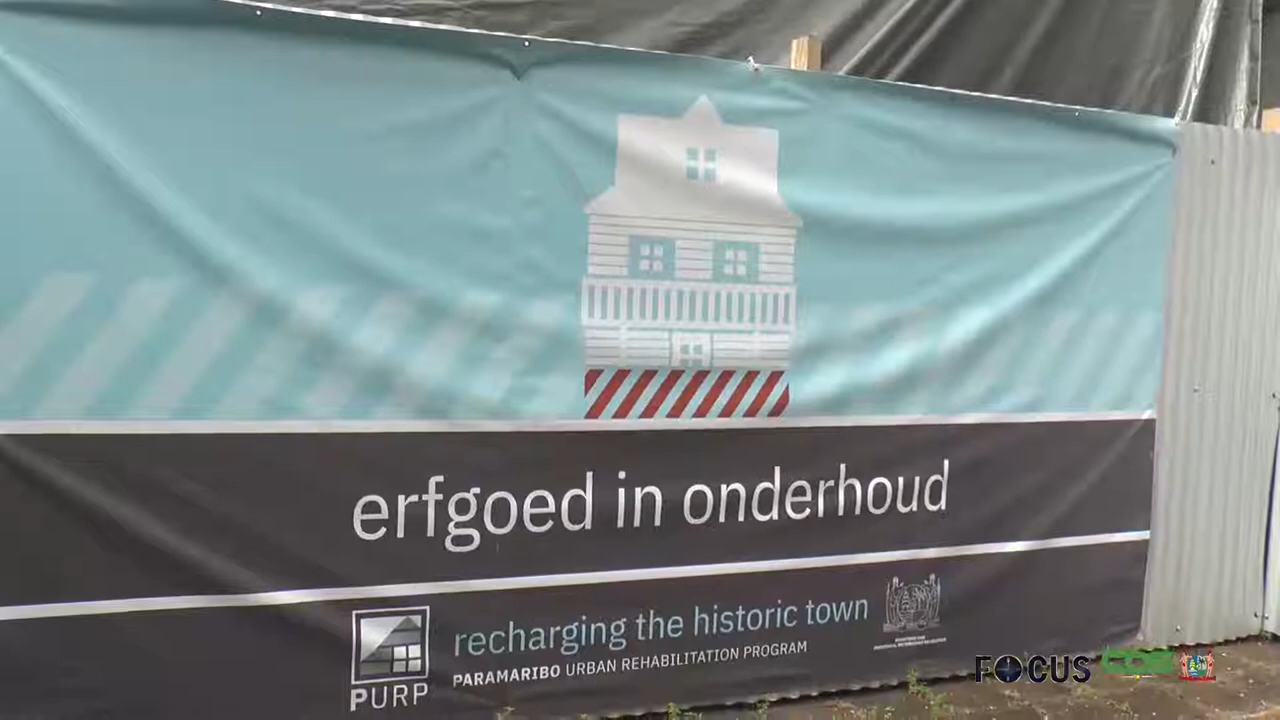 erfgoed in onderhoud
recharging the historic town
PARAMARIBO URBAN REHABILITATION PROGRAM
PURP
FOCUS